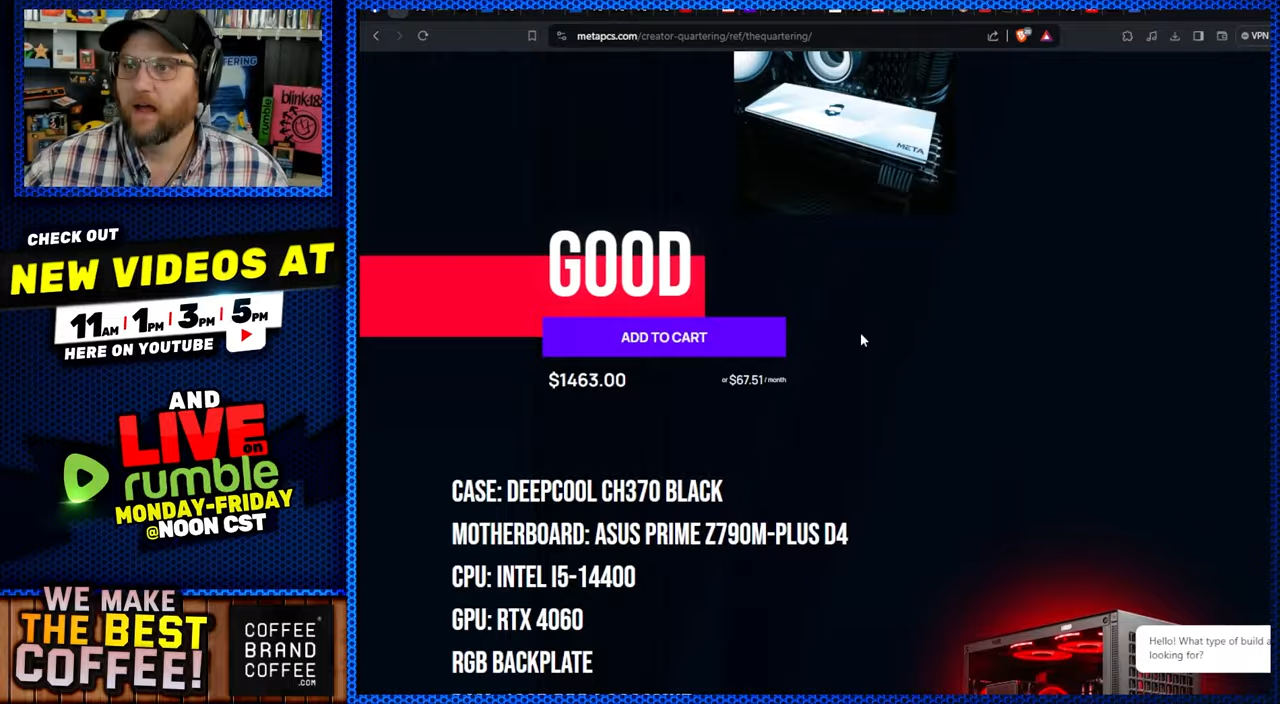 TERING
blink-182
rumble
CHECK OUT
NEW VIDEOS AT
11AM | 1PM | 3PM | 5PM
HERE ON YOUTUBE
AND
LIVE on
rumble
MONDAY-FRIDAY
@NOON CST
WE MAKE
THE BEST
COFFEE!
COFFEE
BRAND
COFFEE
.COM
metapcs.com/creator-quartering/ref/thequartering/
VPN
META
GOOD
ADD TO CART
$1463.00
or $67.51 / month
CASE: DEEPCOOL CH370 BLACK
MOTHERBOARD: ASUS PRIME Z790M-PLUS D4
CPU: INTEL I5-14400
GPU: RTX 4060
RGB BACKPLATE
Hello! What type of build a
looking for?